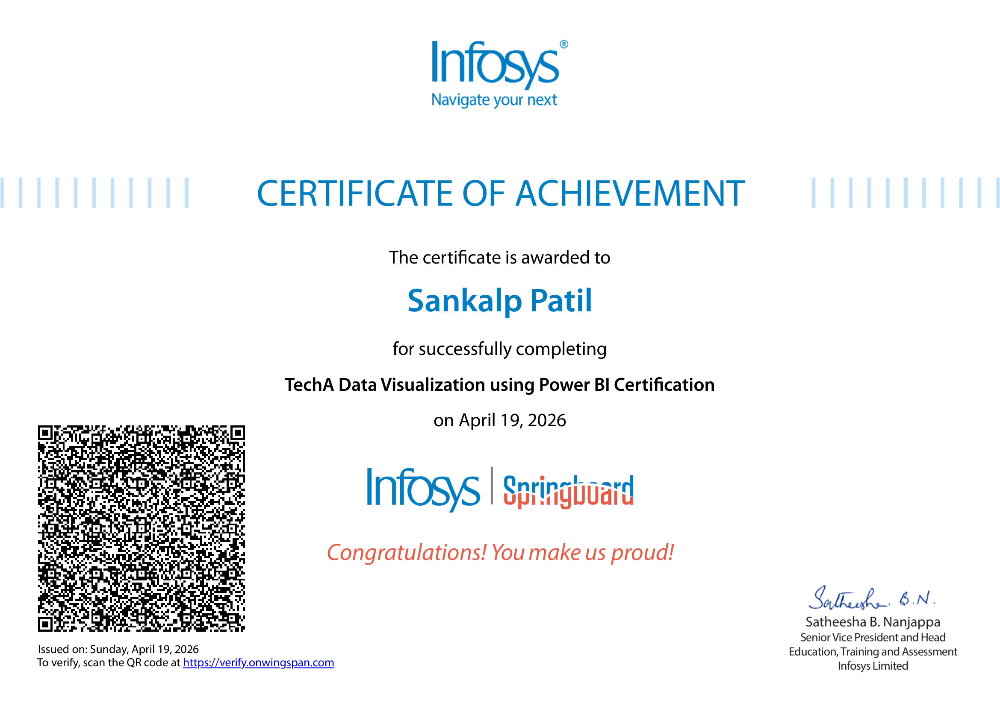 Infosys®
Navigate your next
CERTIFICATE OF ACHIEVEMENT
The certificate is awarded to
Sankalp Patil
for successfully completing
TechA Data Visualization using Power BI Certification
on April 19, 2026
Infosys | Springboard
Congratulations! You make us proud!
Issued on: Sunday, April 19, 2026
To verify, scan the QR code at https://verify.onwingspan.com
Satheesha B.N.
Satheesha B. Nanjappa
Senior Vice President and Head
Education, Training and Assessment
Infosys Limited